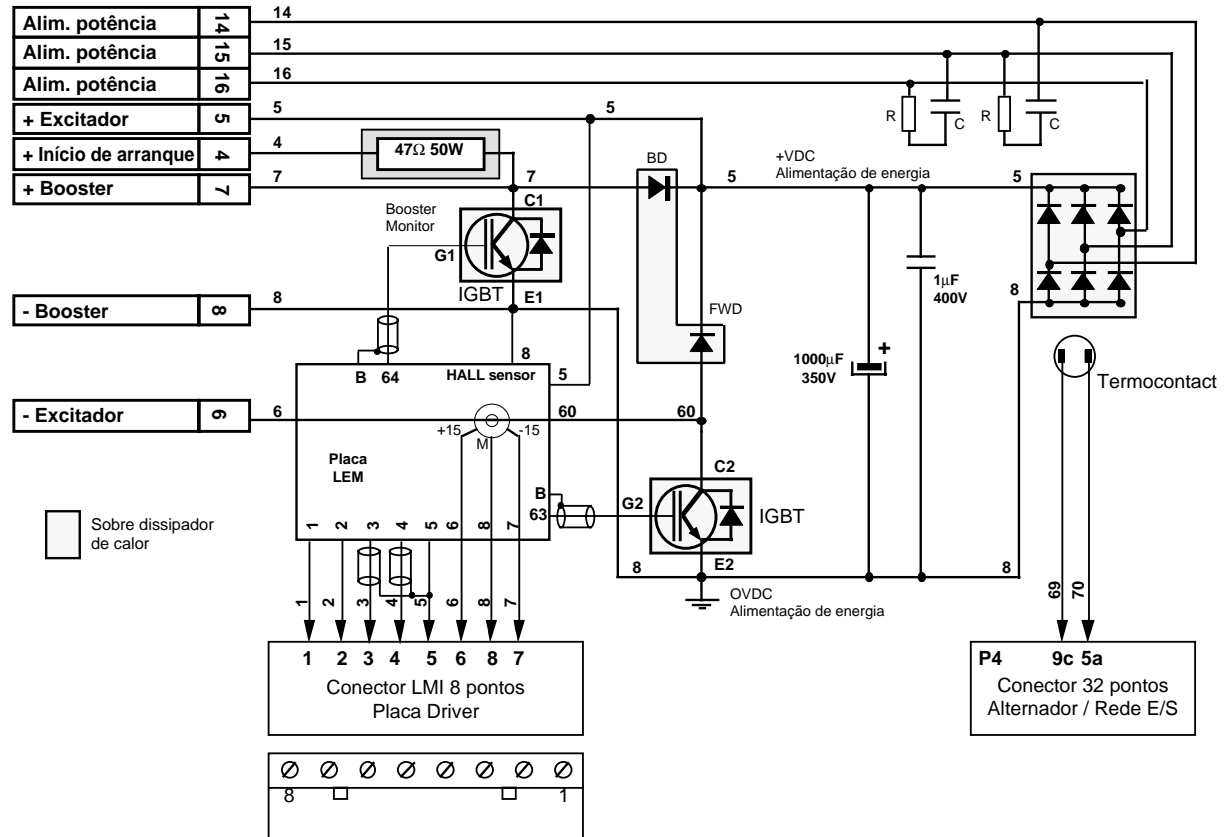 Alim. potência 14 14
Alim. potência 15 15
Alim. potência 16 16
+ Excitador 5 5 5
+ Início de arranque 4 4 47Ω 50W
+ Booster 7 7 7 BD 5 5
+VDC
Alimentação de energia
R C R C
Booster
Monitor
C1
G1
IGBT E1
- Booster 8 8 8
FWD
1µF
400V
1000µF
350V
+
B 64 HALL sensor 8 5
Termocontact
- Excitador 6 6 60 60
+15 M -15
Placa
LEM
C2
B
63 G2 IGBT
Sobre dissipador
de calor
1 2 3 4 5 6 8 7
E2
8 8
OVDC
Alimentação de energia
1 2 3 4 5 6 8 7
69 70
1 2 3 4 5 6 8 7
Conector LMI 8 pontos
Placa Driver
P4 9c 5a
Conector 32 pontos
Alternador / Rede E/S
8 1